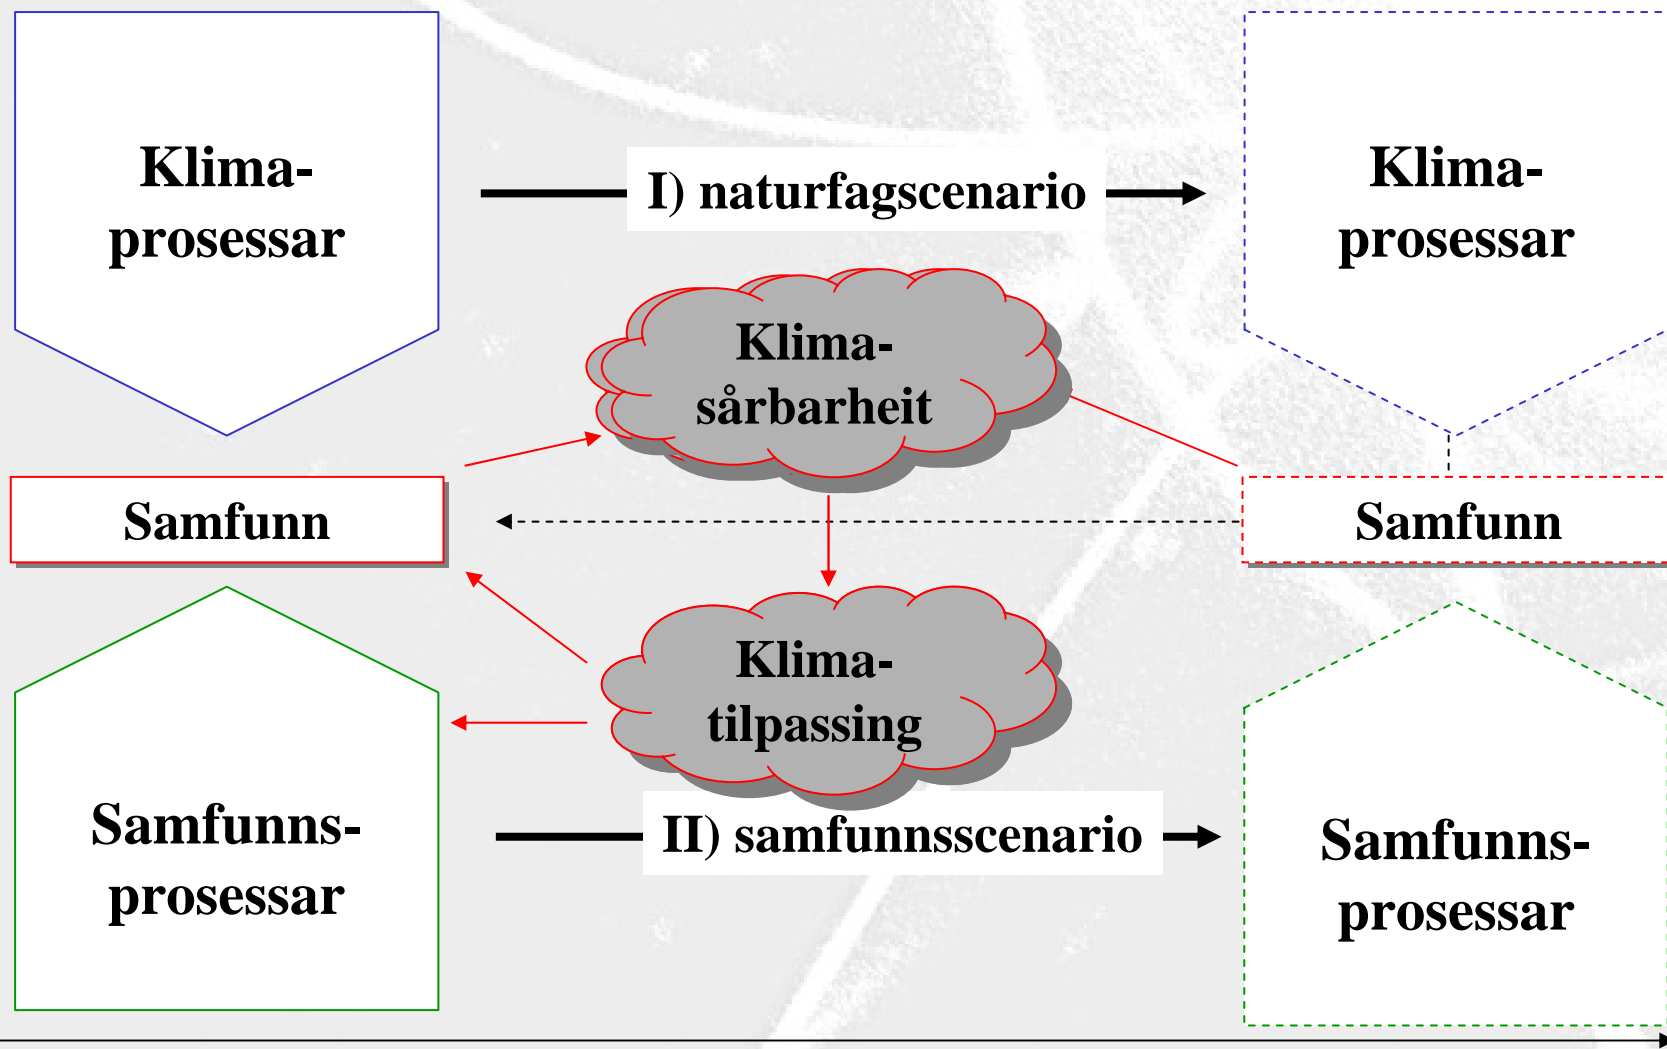 Klima-
prosessar
I) naturfagscenario
Klima-
prosessar
Klima-
sårbarheit
Samfunn
Samfunn
Klima-
tilpassing
Samfunns-
prosessar
II) samfunnsscenario
Samfunns-
prosessar